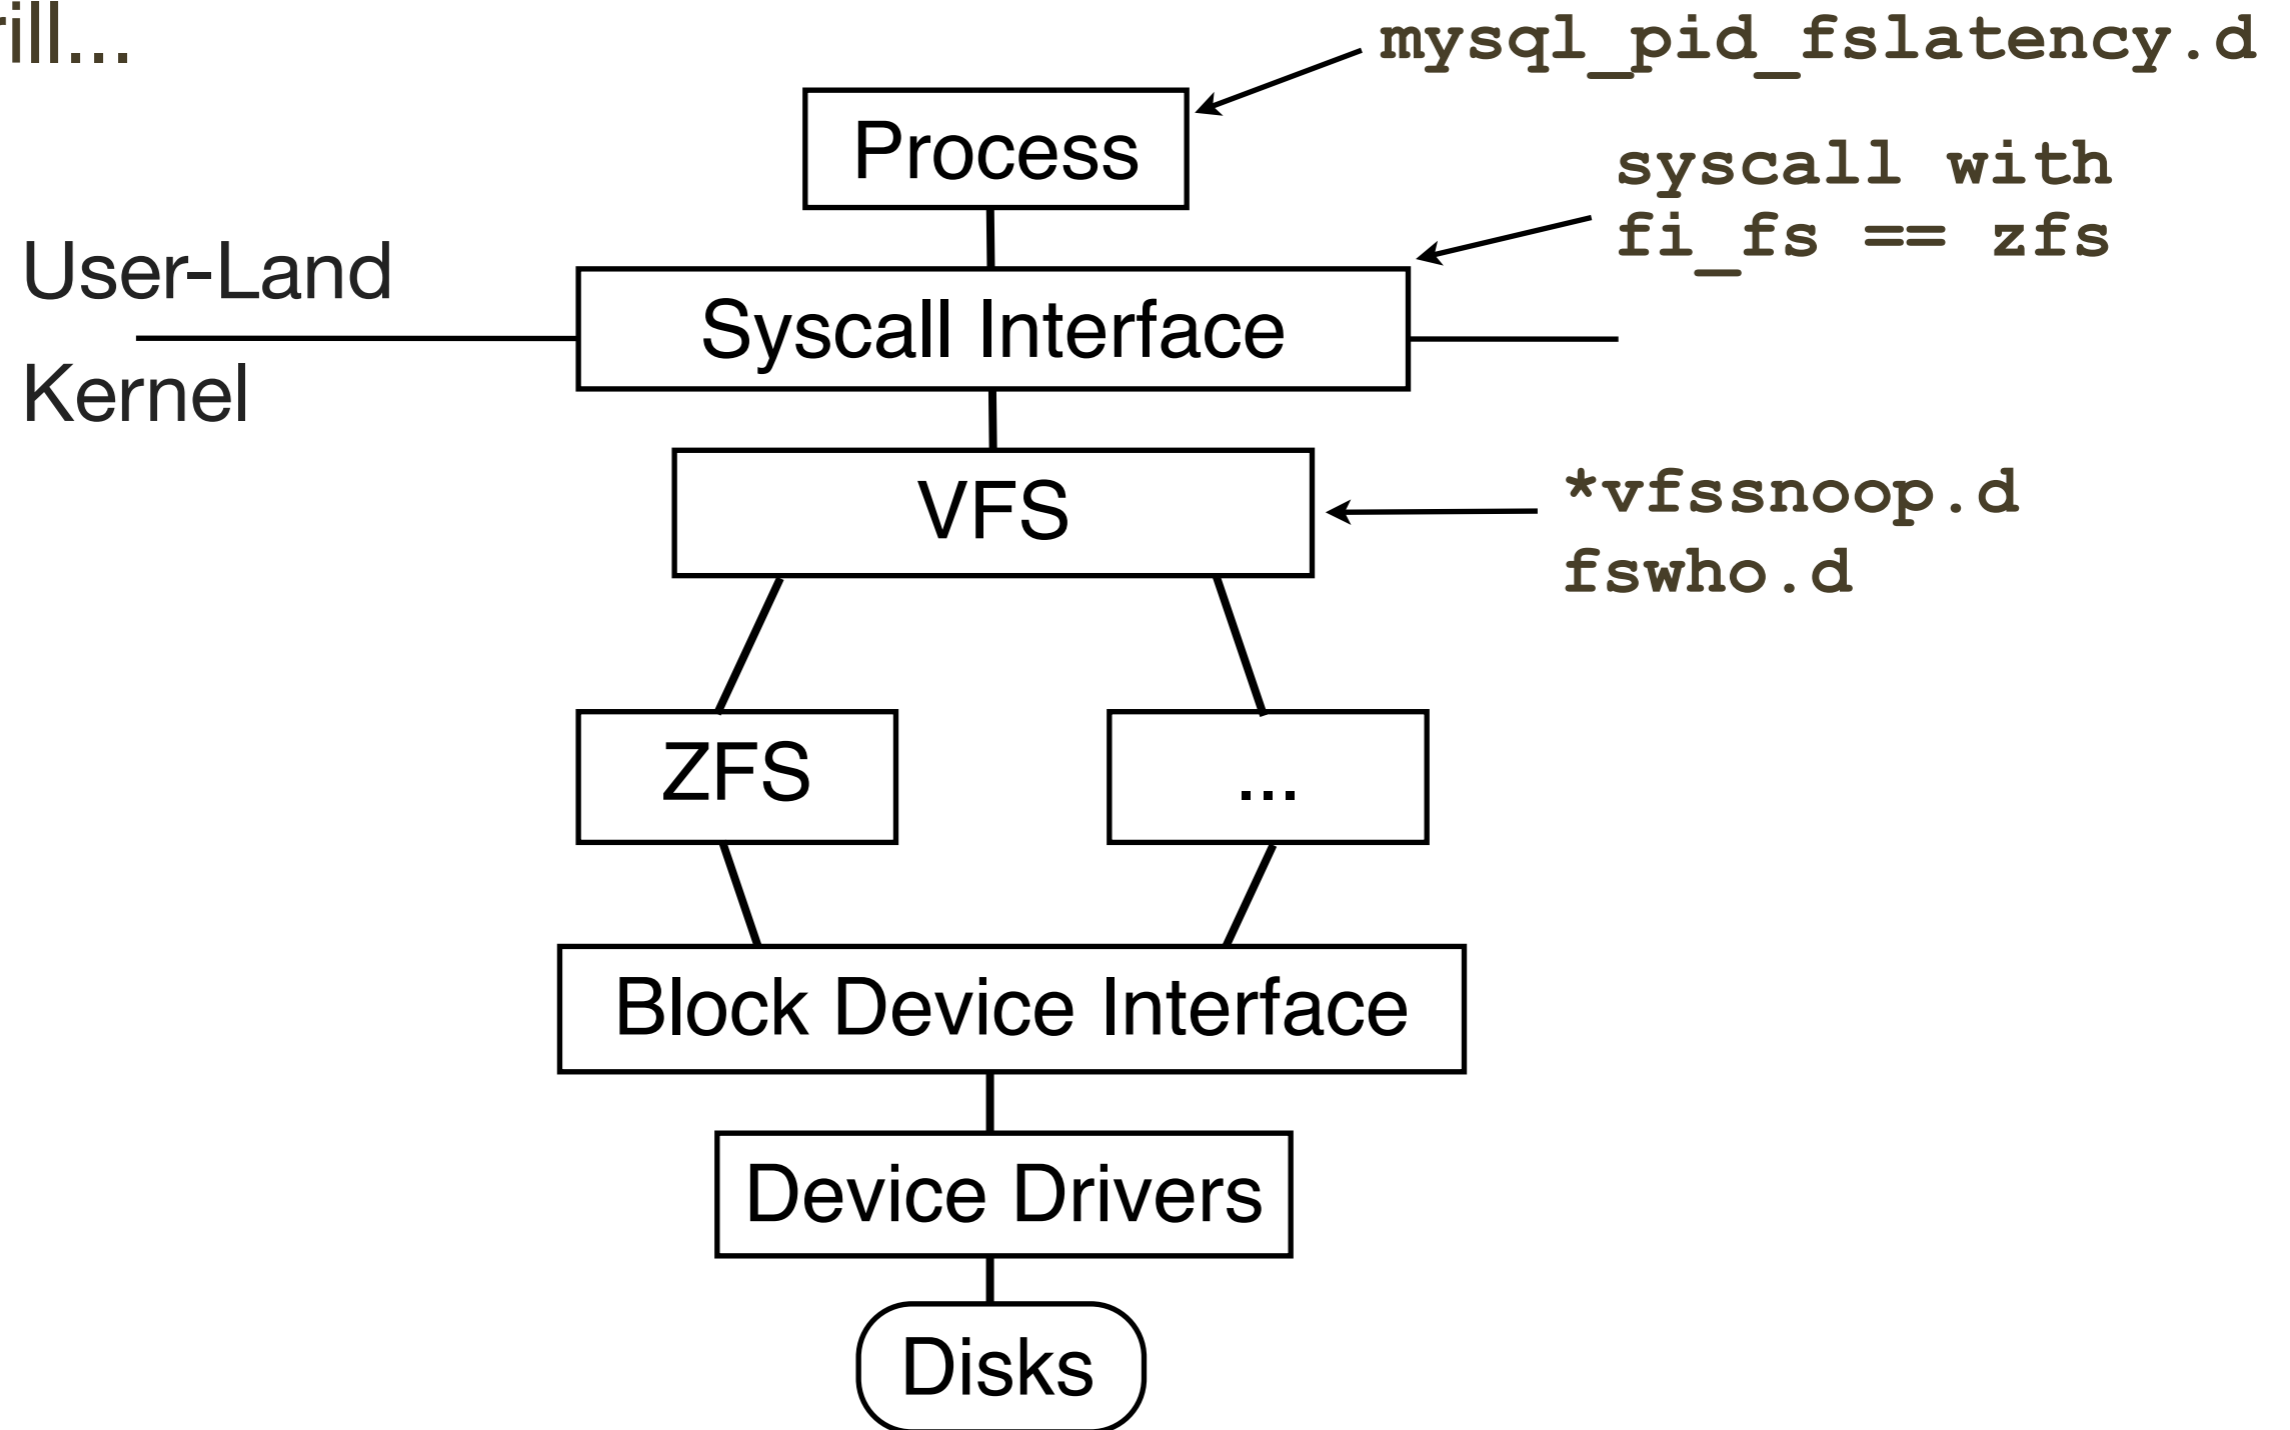 ...
mysql_pid_fslatency.d
Process
syscall with
fi_fs == zfs
User-Land
Syscall Interface
Kernel
VFS
*vfssnoop.d
fswho.d
ZFS
...
Block Device Interface
Device Drivers
Disks